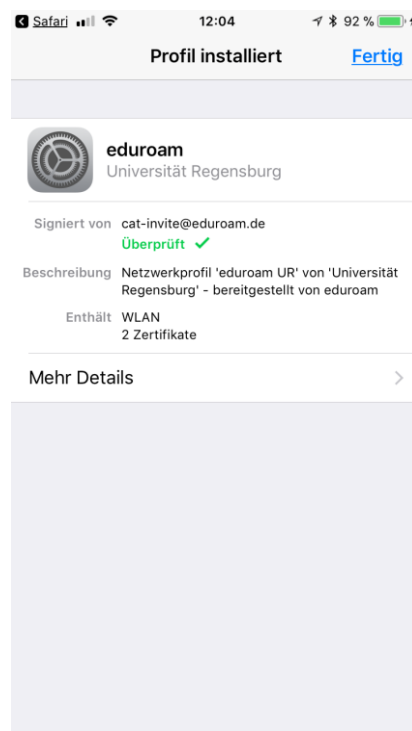 Safari 12:04 92 %
Profil installiert Fertig
eduroam
Universität Regensburg
Signiert von cat-invite@eduroam.de
Überprüft
Beschreibung Netzwerkprofil 'eduroam UR' von 'Universität
Regensburg' - bereitgestellt von eduroam
Enthält WLAN
2 Zertifikate
Mehr Details